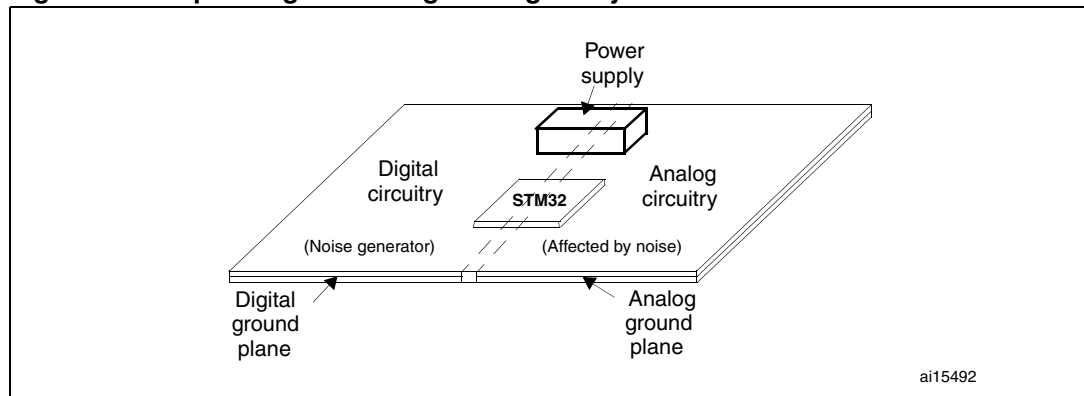 Power
supply
Digital
circuitry
Analog
circuitry
STM32
(Noise generator)
(Affected by noise)
Digital
ground
plane
Analog
ground
plane
ai15492